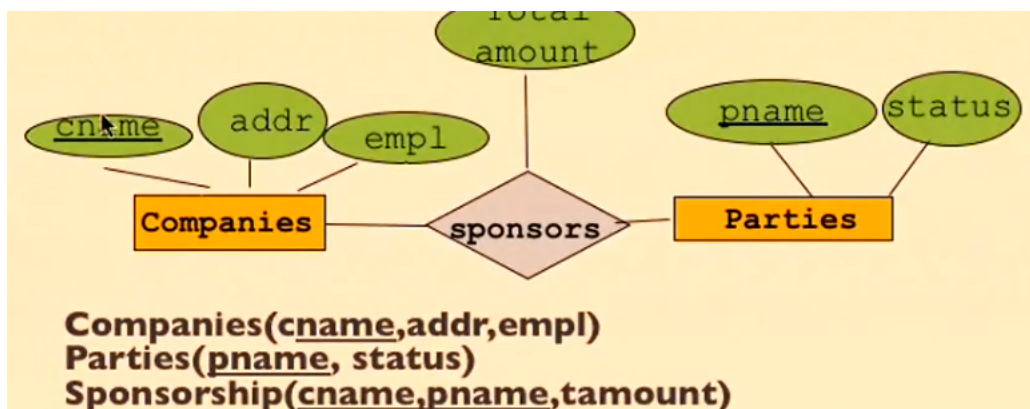 Total
amount
cname
addr
empl
pname
status
Companies
sponsors
Parties
Companies(cname,addr,empl)
Parties(pname, status)
Sponsorship(cname,pname,tamount)